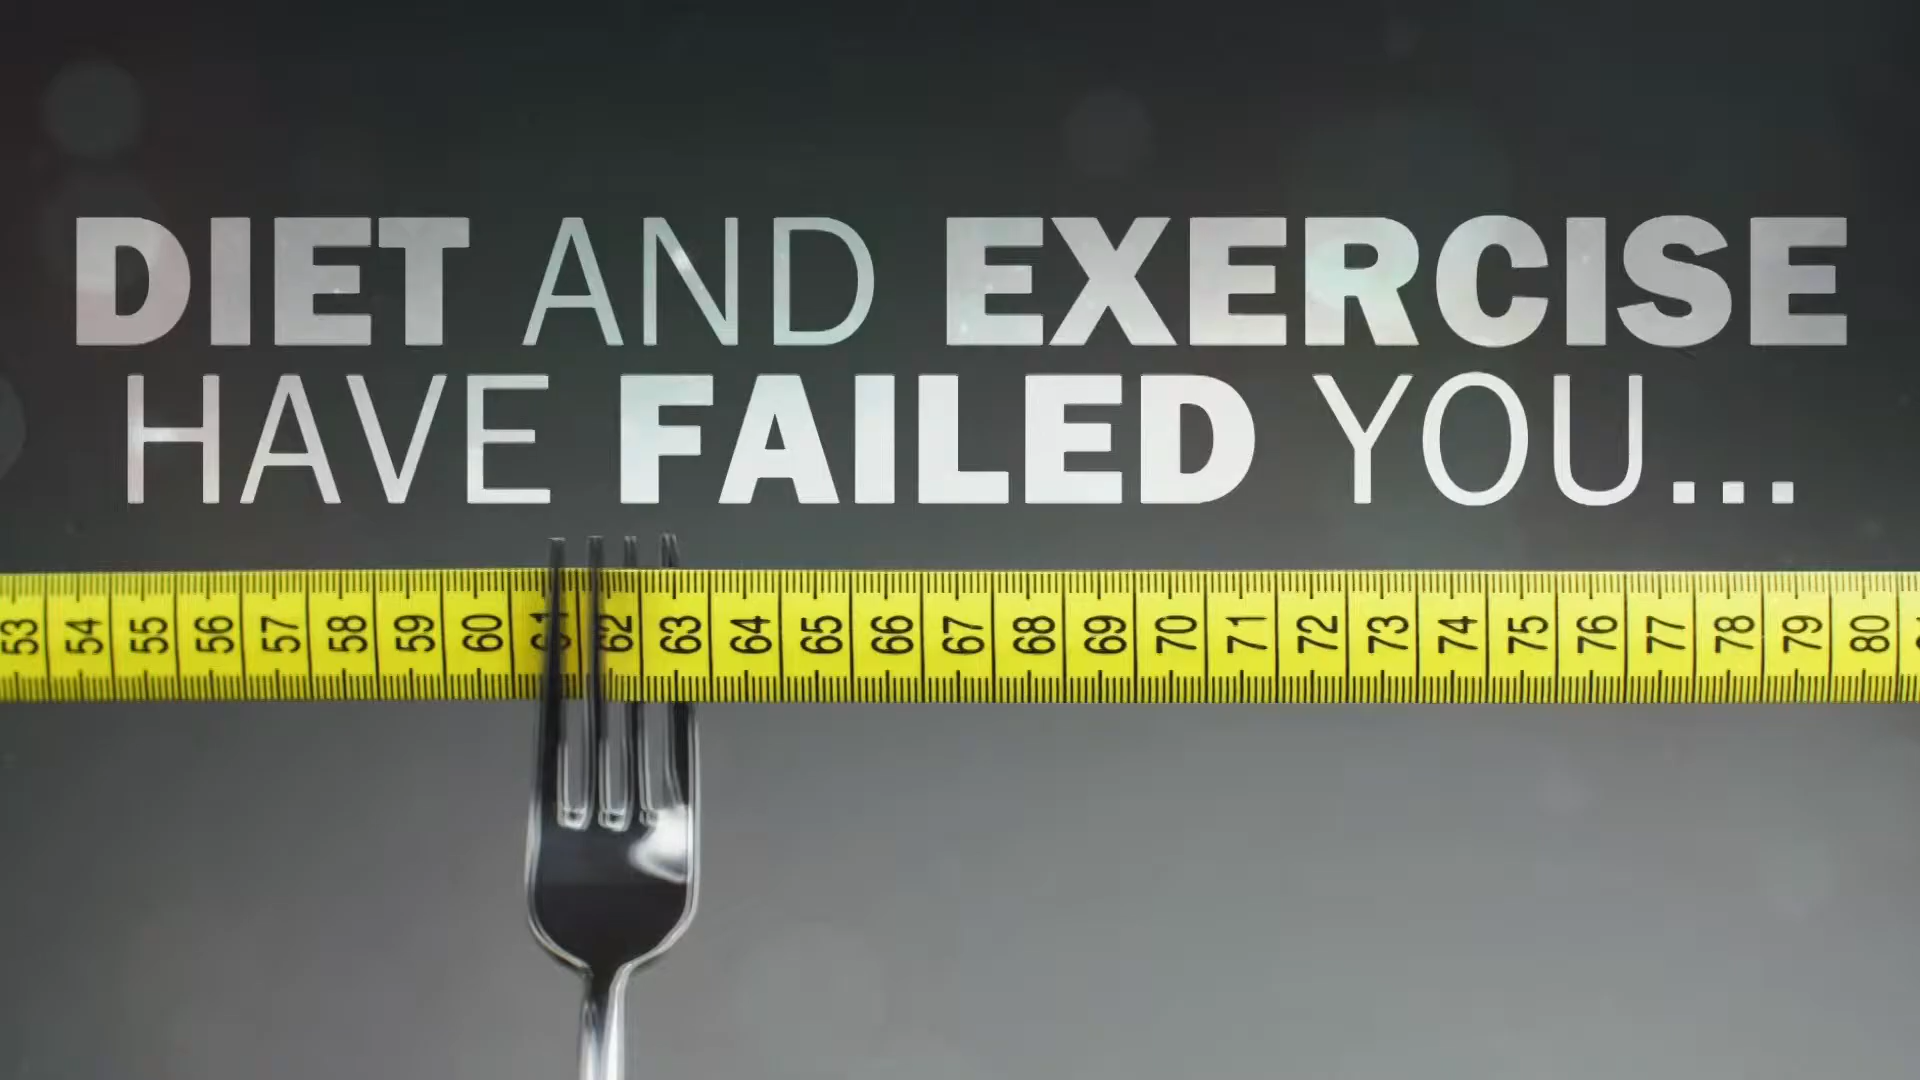 DIET AND EXERCISE
HAVE FAILED YOU...
53 54 55 56 57 58 59 60 61 62 63 64 65 66 67 68 69 70 71 72 73 74 75 76 77 78 79 80